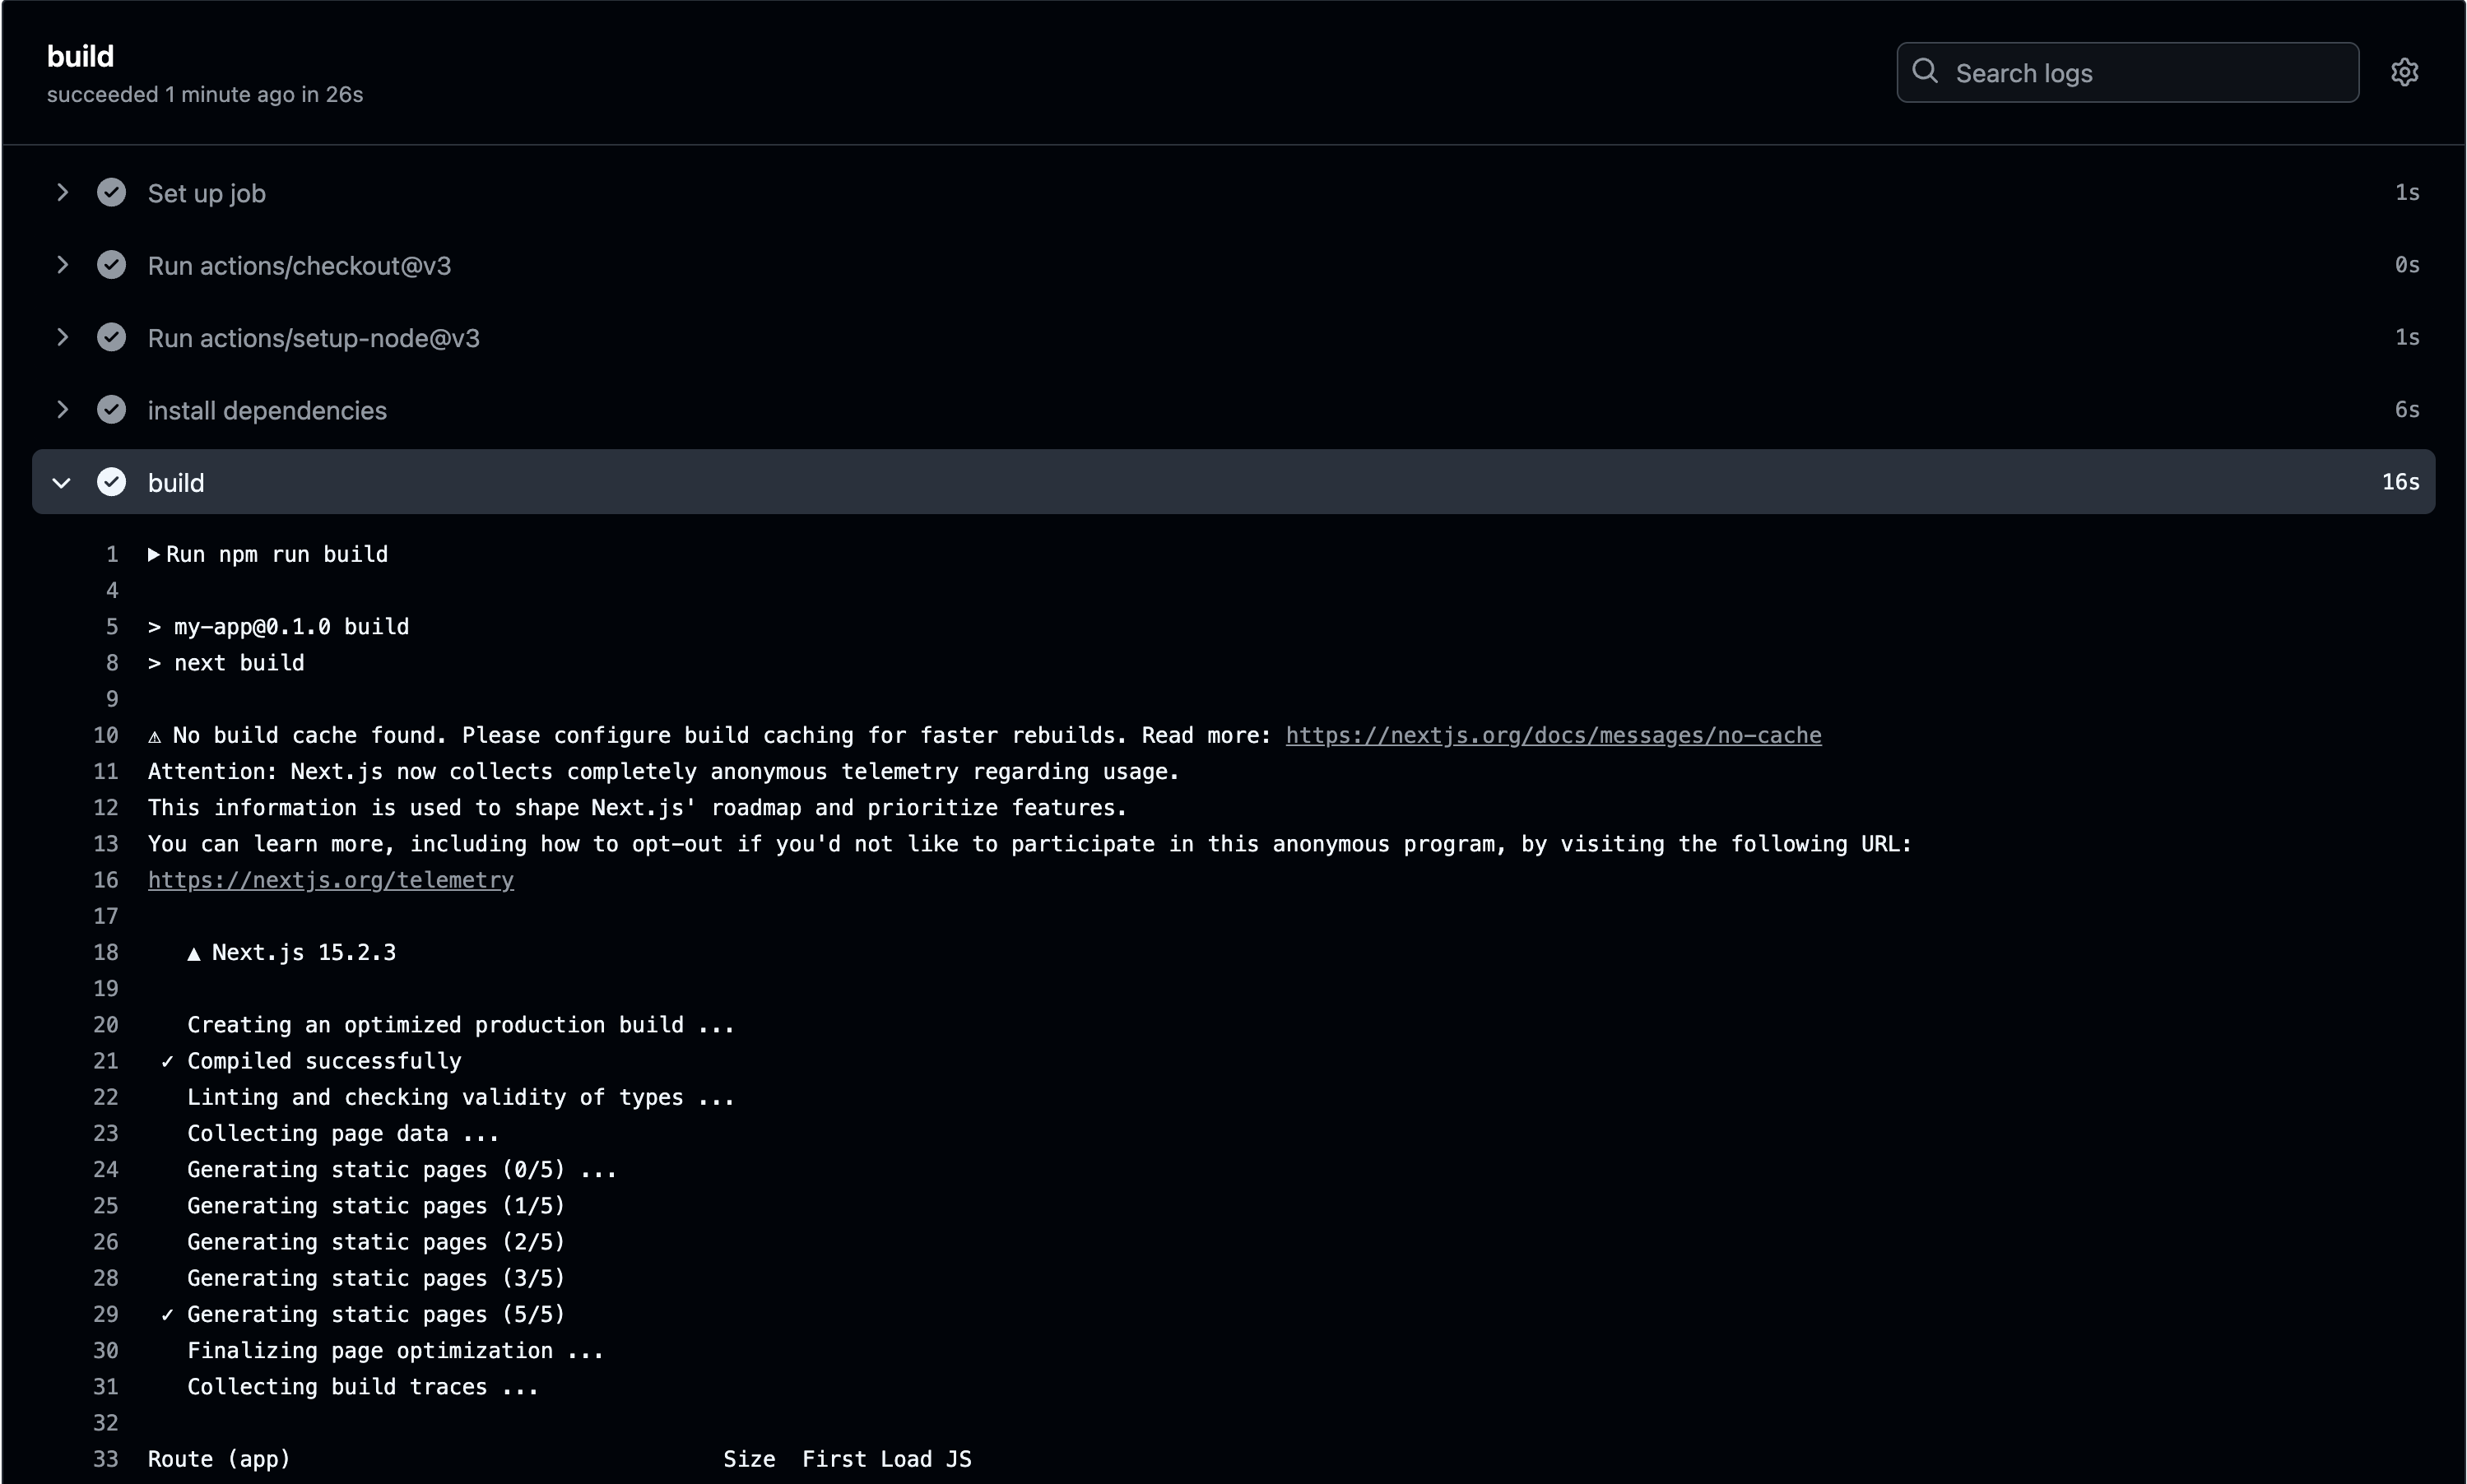 build
succeeded 1 minute ago in 26s
Search logs
Set up job 1s
Run actions/checkout@v3 0s
Run actions/setup-node@v3 1s
install dependencies 6s
build 16s
1 ▶Run npm run build
4
5 > my-app@0.1.0 build
8 > next build
9
10 ⚠ No build cache found. Please configure build caching for faster rebuilds. Read more: https://nextjs.org/docs/messages/no-cache
11 Attention: Next.js now collects completely anonymous telemetry regarding usage.
12 This information is used to shape Next.js' roadmap and prioritize features.
13 You can learn more, including how to opt-out if you'd not like to participate in this anonymous program, by visiting the following URL:
16 https://nextjs.org/telemetry
17
18 ▲ Next.js 15.2.3
19
20 Creating an optimized production build ...
21 ✓ Compiled successfully
22 Linting and checking validity of types ...
23 Collecting page data ...
24 Generating static pages (0/5) ...
25 Generating static pages (1/5)
26 Generating static pages (2/5)
28 Generating static pages (3/5)
29 ✓ Generating static pages (5/5)
30 Finalizing page optimization ...
31 Collecting build traces ...
32
33 Route (app) Size First Load JS